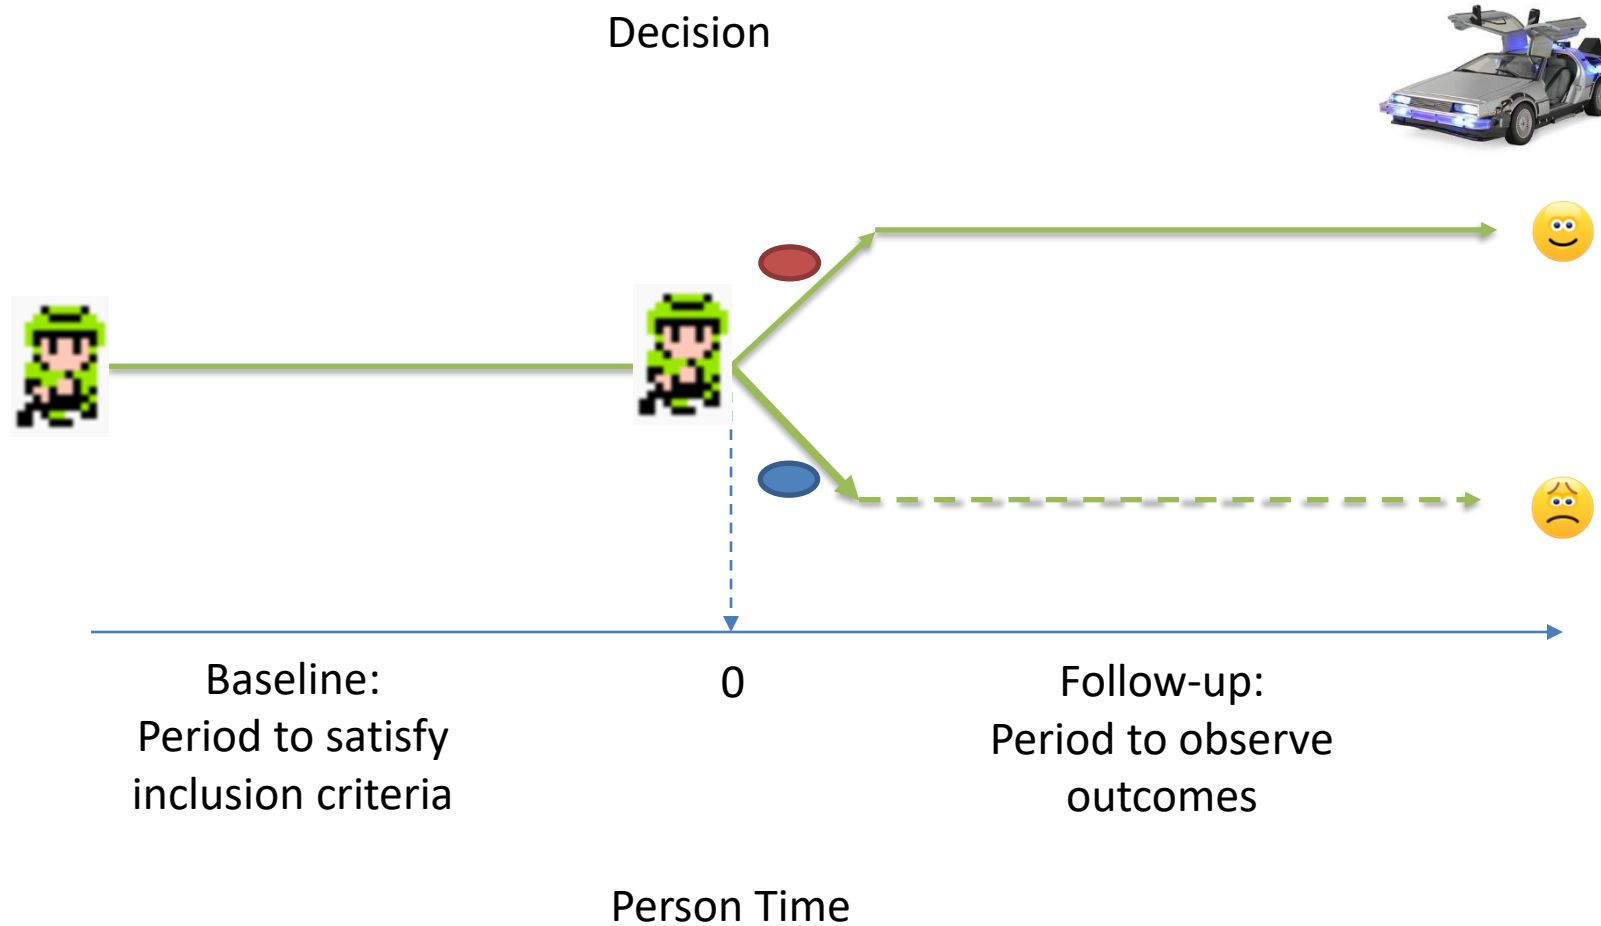 Decision
Baseline:
Period to satisfy
inclusion criteria
0
Follow-up:
Period to observe
outcomes
Person Time